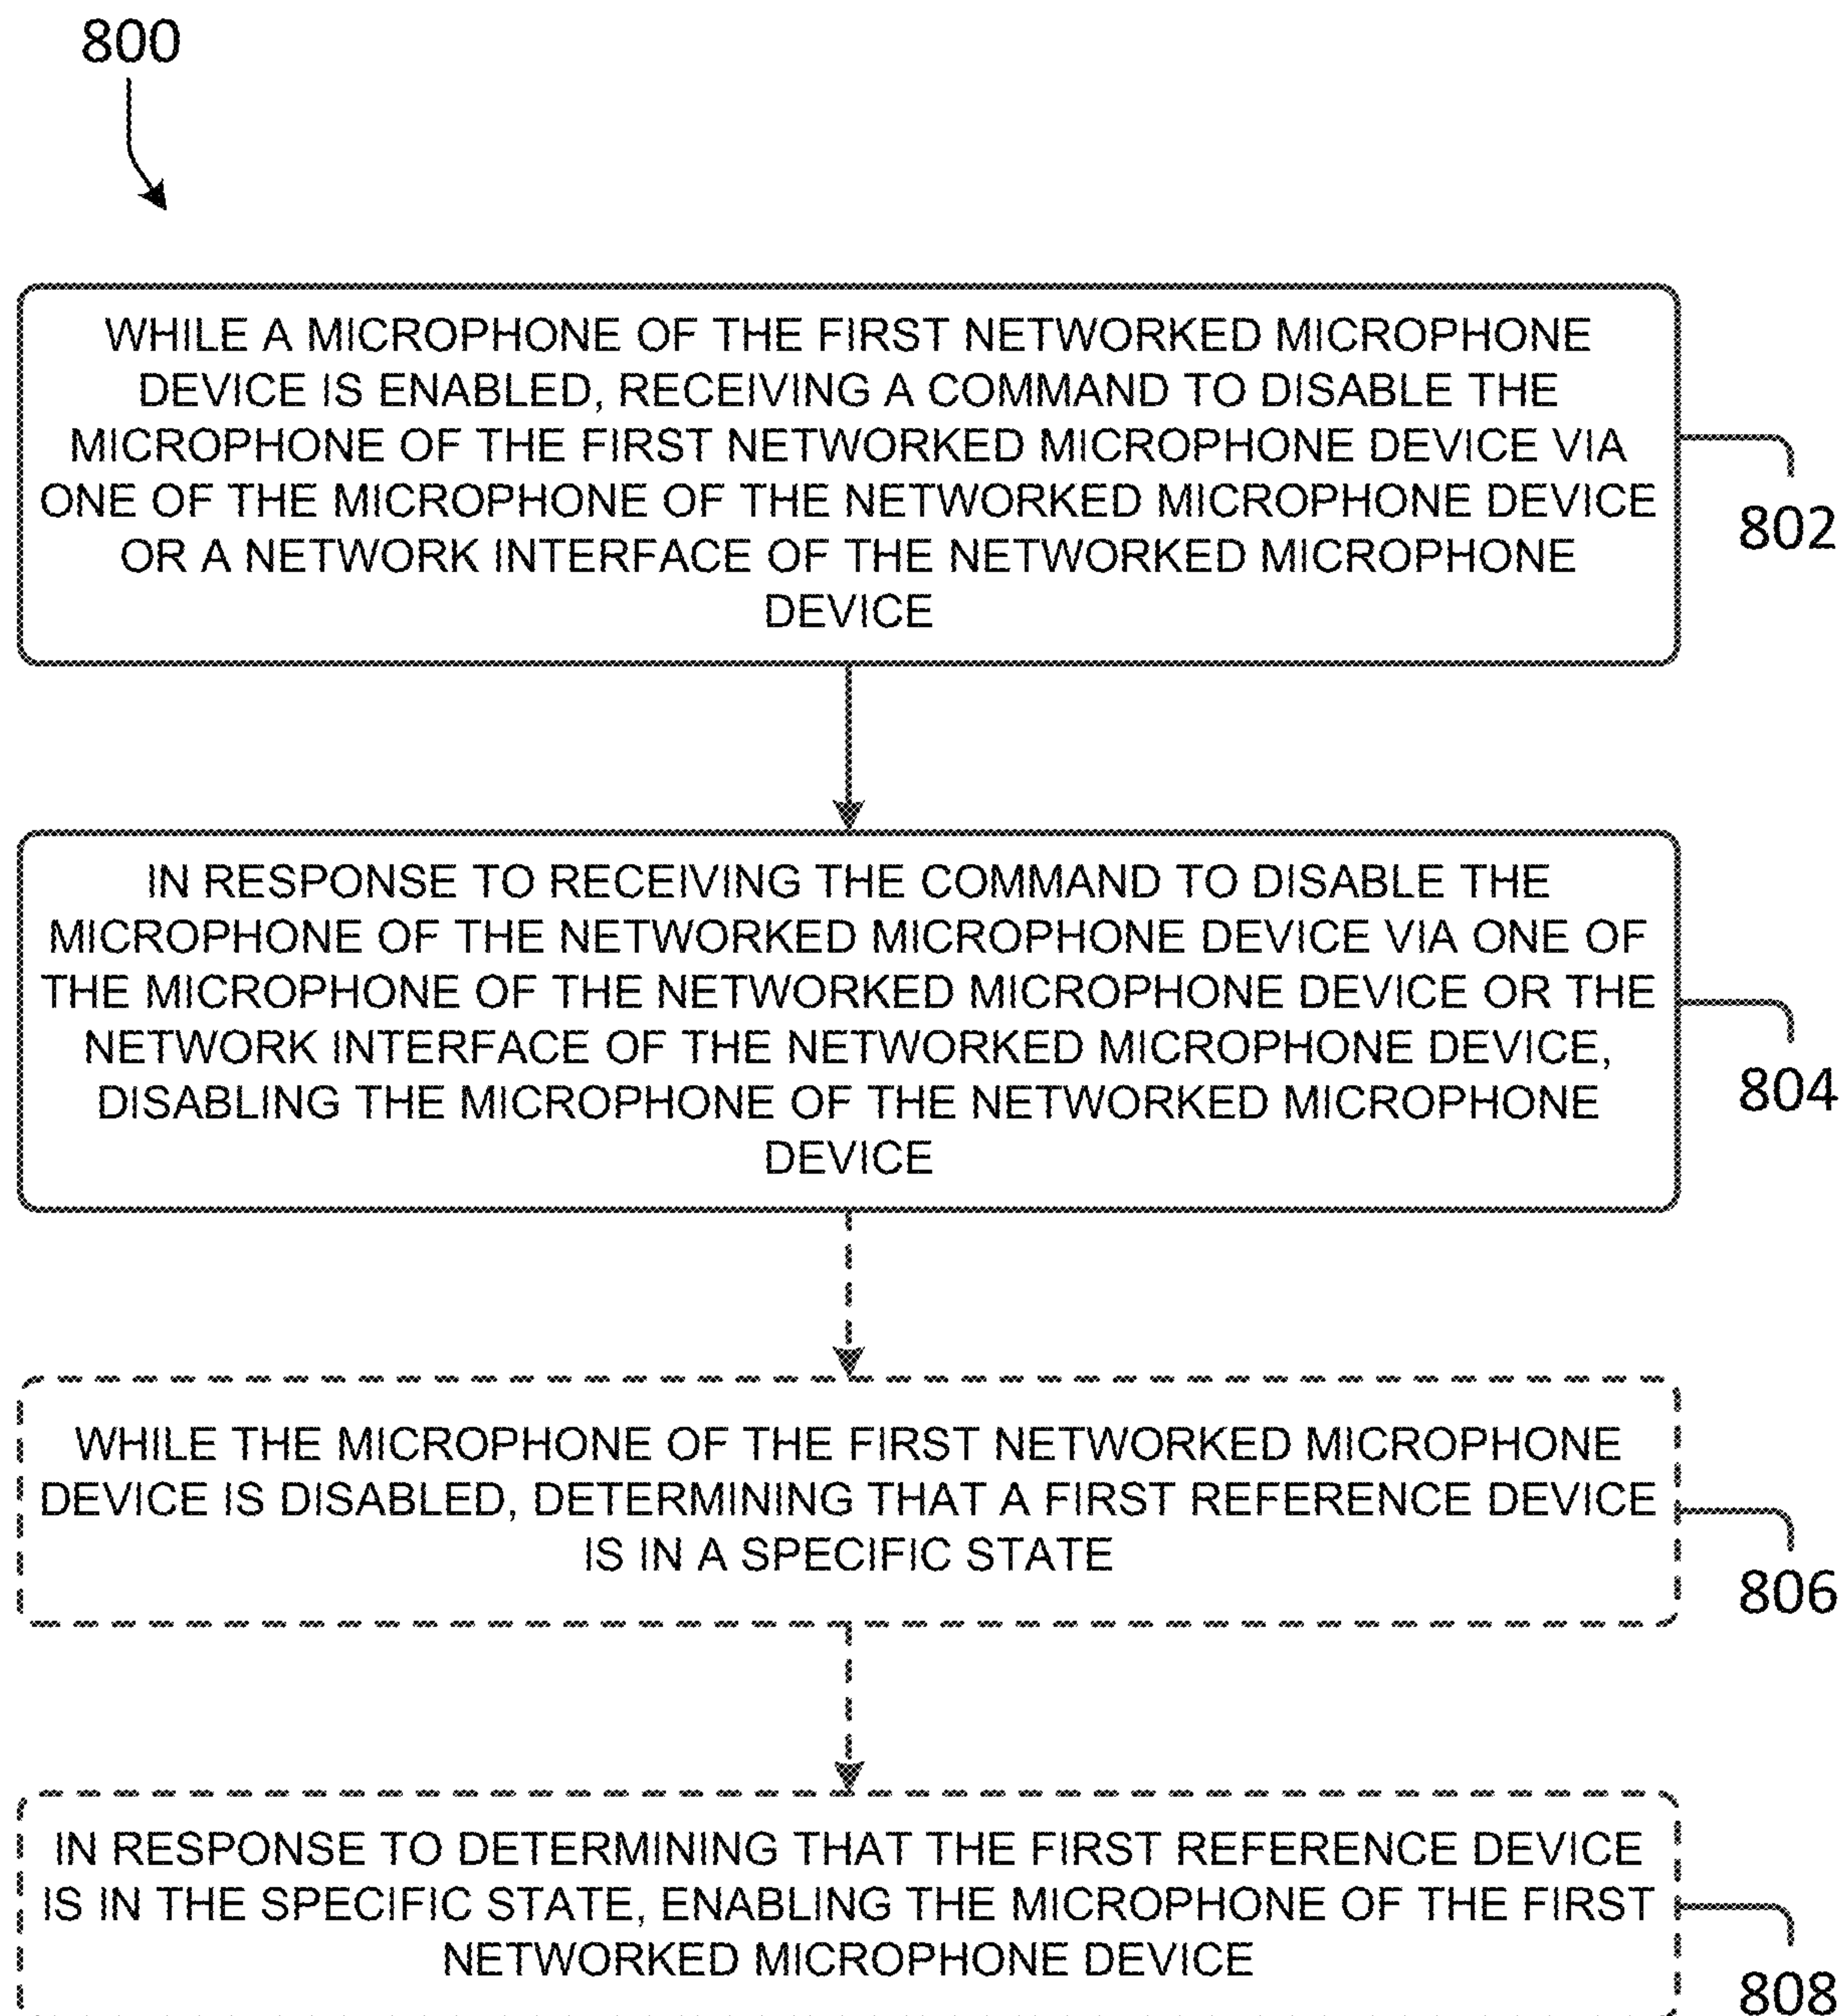 800
WHILE A MICROPHONE OF THE FIRST NETWORKED MICROPHONE
DEVICE IS ENABLED, RECEIVING A COMMAND TO DISABLE THE
MICROPHONE OF THE FIRST NETWORKED MICROPHONE DEVICE VIA
ONE OF THE MICROPHONE OF THE NETWORKED MICROPHONE DEVICE
OR A NETWORK INTERFACE OF THE NETWORKED MICROPHONE
DEVICE
802
IN RESPONSE TO RECEIVING THE COMMAND TO DISABLE THE
MICROPHONE OF THE NETWORKED MICROPHONE DEVICE VIA ONE OF
THE MICROPHONE OF THE NETWORKED MICROPHONE DEVICE OR THE
NETWORK INTERFACE OF THE NETWORKED MICROPHONE DEVICE,
DISABLING THE MICROPHONE OF THE NETWORKED MICROPHONE
DEVICE
804
WHILE THE MICROPHONE OF THE FIRST NETWORKED MICROPHONE
DEVICE IS DISABLED, DETERMINING THAT A FIRST REFERENCE DEVICE
IS IN A SPECIFIC STATE
806
IN RESPONSE TO DETERMINING THAT THE FIRST REFERENCE DEVICE
IS IN THE SPECIFIC STATE, ENABLING THE MICROPHONE OF THE FIRST
NETWORKED MICROPHONE DEVICE
808